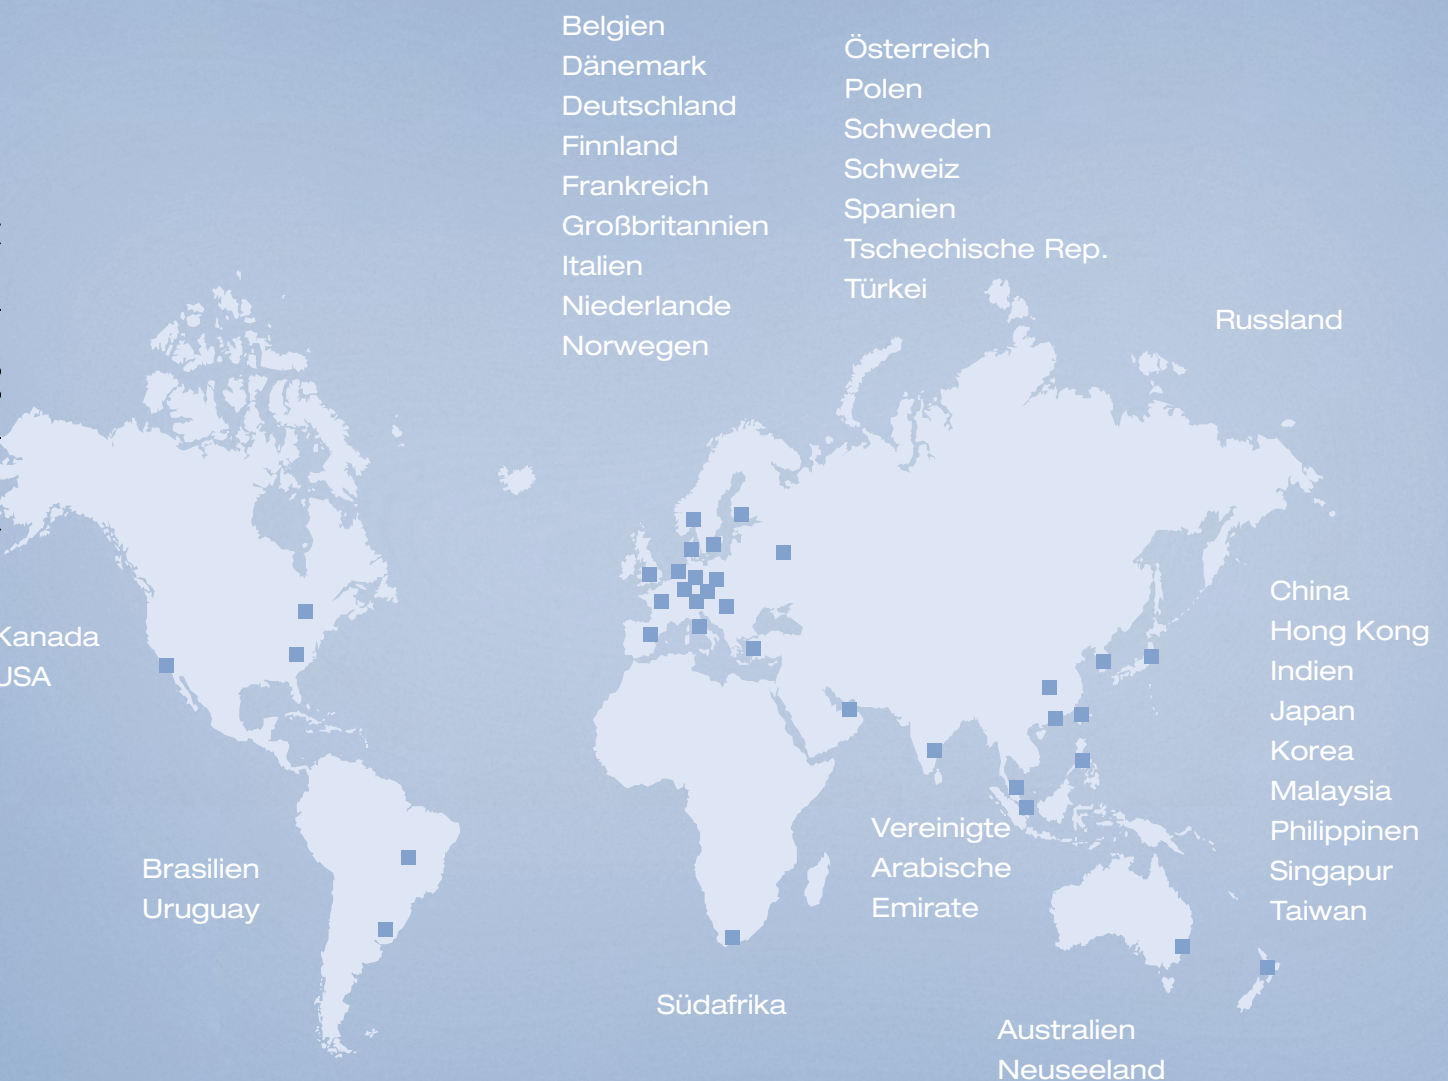 Belgien
Dänemark
Deutschland
Finnland
Frankreich
Großbritannien
Italien
Niederlande
Norwegen
Österreich
Polen
Schweden
Schweiz
Spanien
Tschechische Rep.
Türkei
Russland
Kanada
USA
China
Hong Kong
Indien
Japan
Korea
Malaysia
Philippinen
Singapur
Taiwan
Brasilien
Uruguay
Vereinigte
Arabische
Emirate
Südafrika
Australien
Neuseeland